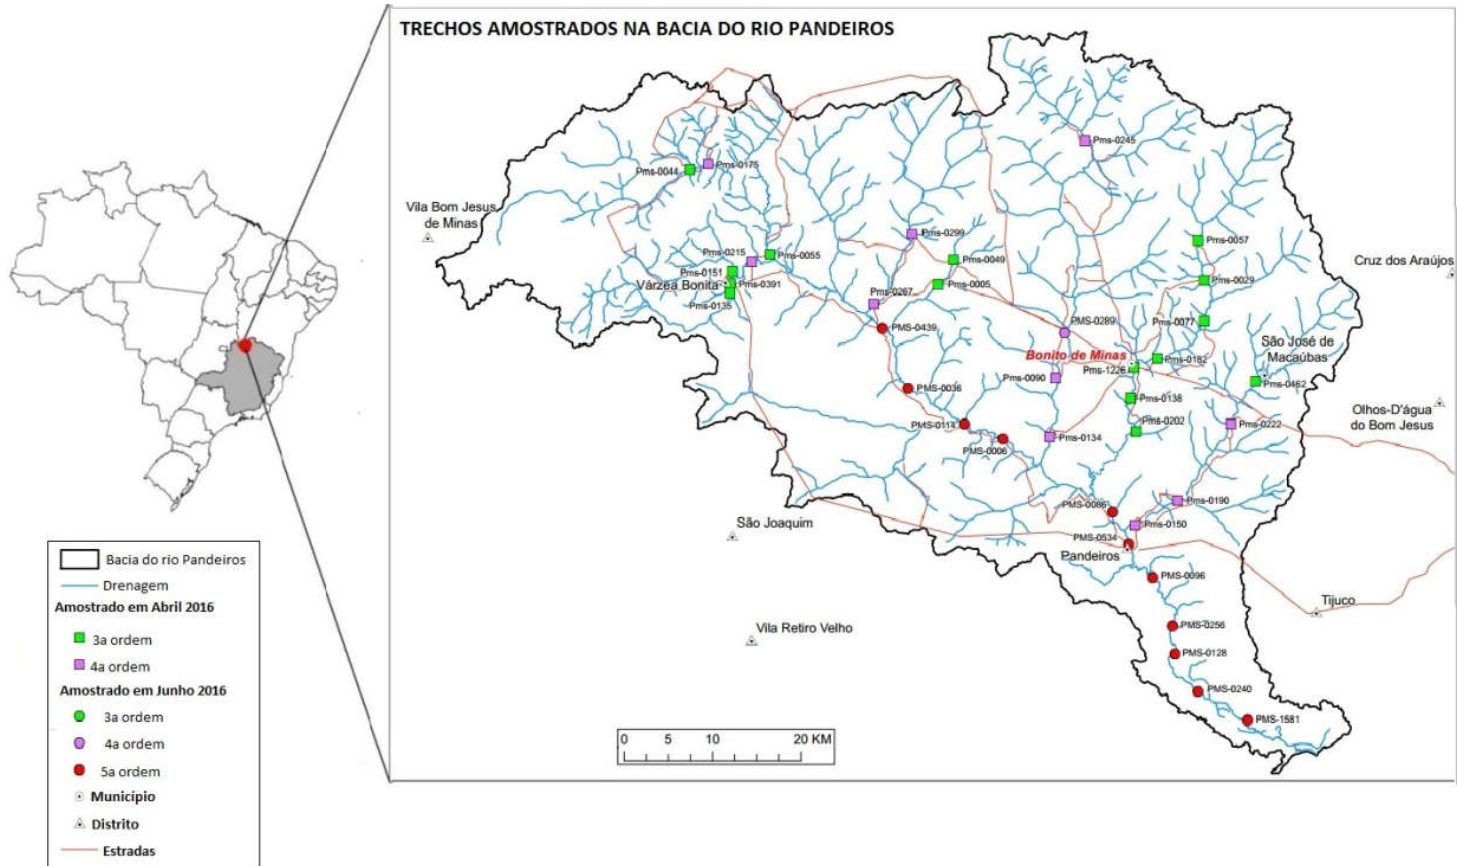 TRECHOS AMOSTRADOS NA BACIA DO RIO PANDEIROS
Pms-0245
Pms-0044
Pms-0175
Vila Bom Jesus
de Minas
Pms-0299
Pms-0057
Pms-0215
Pms-0055
Pms-0049
Cruz dos Araújos
Pms-0151
Várzea Bonita
Pms-0391
Pms-0005
Pms-0029
Pms-0135
Pms-0267
PMS-0439
PMS-0289
Pms-0077
São José de
Macaúbas
Bonito de Minas
Pms-0182
Pms-1226
Pms-0090
Pms-0462
PMS-0036
Pms-0138
Olhos-D'água
do Bom Jesus
PMS-0114
Pms-0202
Pms-0222
PMS-0006
Pms-0134
Pms-0190
PMS-0086
São Joaquim
Pms-0150
PMS-0534
Pandeiros
PMS-0096
Tijuco
PMS-0256
Vila Retiro Velho
PMS-0128
PMS-0240
PMS-1581
0 5 10 20 KM
Bacia do rio Pandeiros
Drenagem
Amostrado em Abril 2016
3a ordem
4a ordem
Amostrado em Junho 2016
3a ordem
4a ordem
5a ordem
Município
Distrito
Estradas